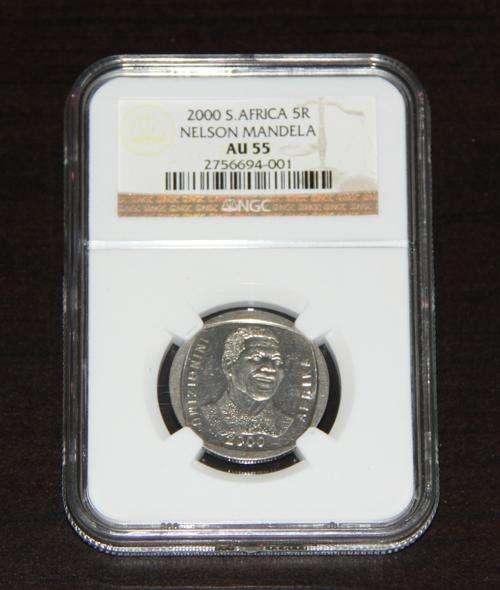 2000 S.AFRICA 5R
NELSON MANDELA
AU 55
2756694-001
NGC
2000